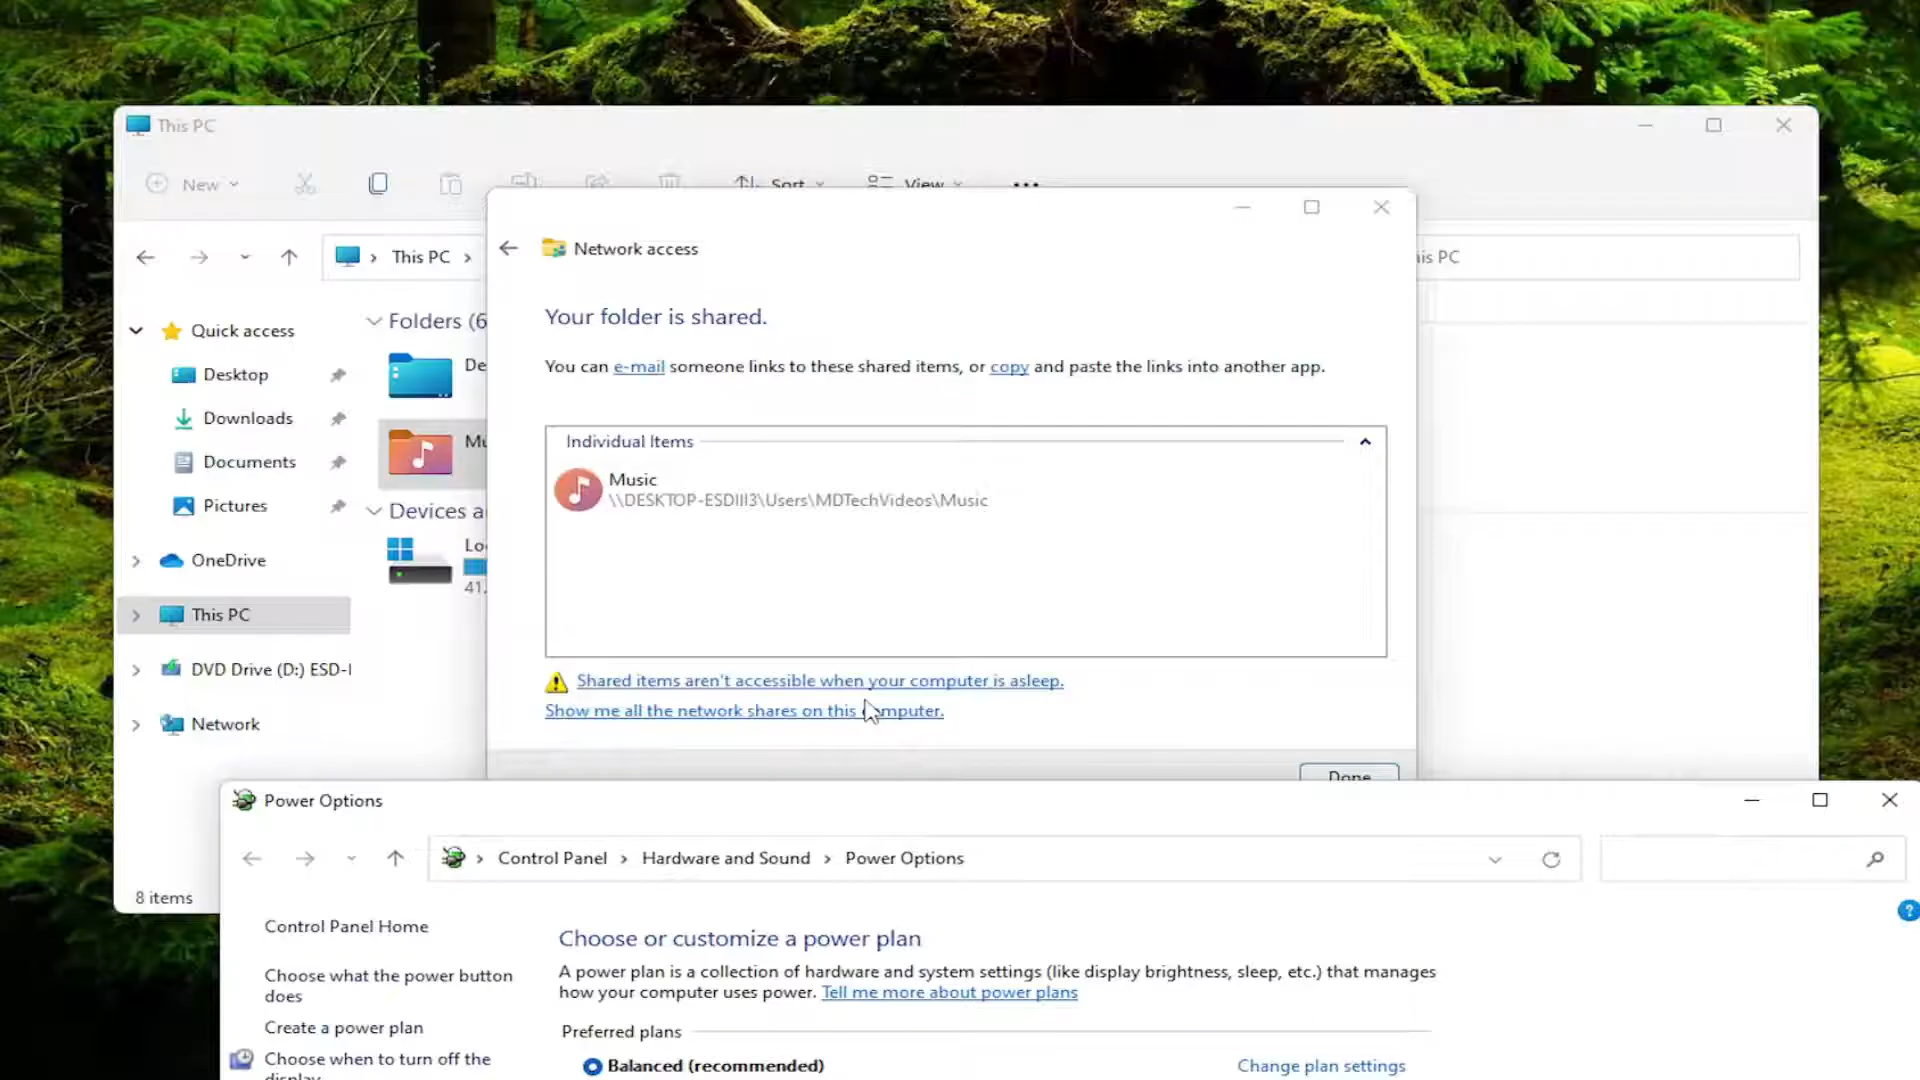 This PC
New
Sort
View
This PC
Network access
Quick access
Desktop
Downloads
Documents
Pictures
OneDrive
This PC
DVD Drive (D:) ESD-I
Network
8 items
Folders (6
De
Mu
Devices a
Lo
41.
is PC
Your folder is shared.
You can e-mail someone links to these shared items, or copy and paste the links into another app.
Individual Items
Music
\\DESKTOP-ESDIII3\Users\MDTechVideos\Music
Shared items aren't accessible when your computer is asleep.
Show me all the network shares on this computer.
Done
Power Options
Control Panel > Hardware and Sound > Power Options
Control Panel Home
Choose what the power button
does
Create a power plan
Choose when to turn off the
display
Choose or customize a power plan
A power plan is a collection of hardware and system settings (like display brightness, sleep, etc.) that manages
how your computer uses power. Tell me more about power plans
Preferred plans
Balanced (recommended)
Change plan settings